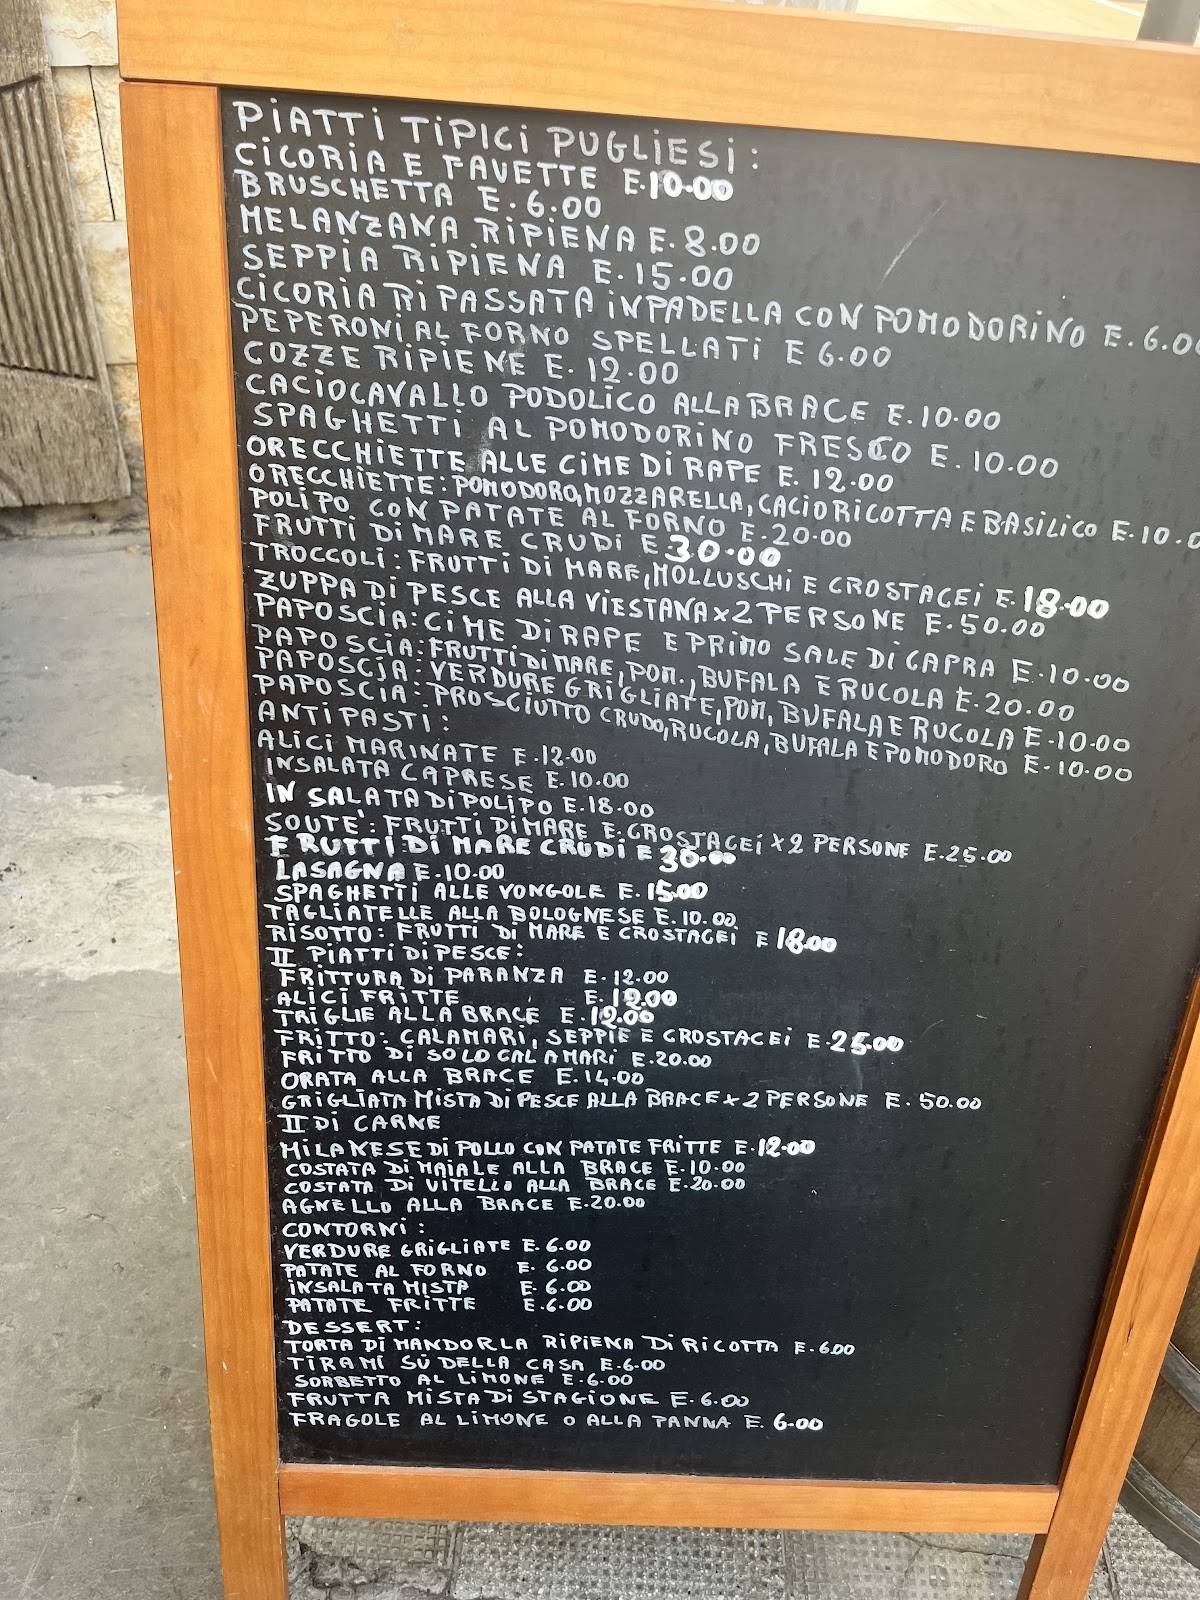 PIATTI TIPICI PUGLIESI:
CICORIA E FAVETTE E.10.00
BRUSCHETTA E.6.00
MELANZANA RIPIENA E.8.00
SEPPIA RIPIENA E.15.00
CICORIA RIPASSATA IN PADELLA CON POMODORINO E.6.00
PEPERONI AL FORNO SPELLATI E 6.00
COZZE RIPIENE E.12.00
CACIOCAVALLO PODOLICO ALLA BRACE E.10.00
SPAGHETTI AL POMODORINO FRESCO E.10.00
ORECCHIETTE ALLE CIME DI RAPE E.12.00
ORECCHIETTE: POMODORO, MOZZARELLA, CACIORICOTTA E BASILICO E.10.0
POLIPO CON PATATE AL FORNO E.20.00
FRUTTI DI MARE CRUDI E.30.00
TROCCOLI: FRUTTI DI MARE, MOLLUSCHI E CROSTACEI E.18.00
ZUPPA DI PESCE ALLA VIESTANA x 2 PERSONE E.50.00
PAPOSCIA: CIME DI RAPE E PRIMO SALE DI CAPRA E.10.00
PAPOSCIA: FRUTTI DI MARE, POM., BUFALA E RUCOLA E.20.00
PAPOSCIA: VERDURE GRIGLIATE, POM, BUFALA E RUCOLA E.10.00
PAPOSCIA: PROSCIUTTO CRUDO, RUCOLA, BUFALA E POMODORO E.10.00
ANTIPASTI:
ALICI MARINATE E.12.00
INSALATA CAPRESE E.10.00
INSALATA DI POLIPO E.18.00
SOUTE': FRUTTI DI MARE E CROSTACEI x 2 PERSONE E.25.00
FRUTTI DI MARE CRUDI E 30.00
LASAGNA E.10.00
SPAGHETTI ALLE VONGOLE E.15.00
TAGLIATELLE ALLA BOLOGNESE E.10.00
RISOTTO: FRUTTI DI MARE E CROSTACEI E 18.00
II PIATTI DI PESCE:
FRITTURA DI PARANZA E.12.00
ALICI FRITTE E.12.00
TRIGLIE ALLA BRACE E.12.00
FRITTO: CALAMARI, SEPPIE E CROSTACEI E.25.00
FRITTO DI SOLO CALAMARI E.20.00
ORATA ALLA BRACE E.14.00
GRIGLIATA MISTA DI PESCE ALLA BRACE x 2 PERSONE E.50.00
II DI CARNE
MILANESE DI POLLO CON PATATE FRITTE E.12.00
COSTATA DI MAIALE ALLA BRACE E.10.00
COSTATA DI VITELLO ALLA BRACE E.20.00
AGNELLO ALLA BRACE E.20.00
CONTORNI:
VERDURE GRIGLIATE E.6.00
PATATE AL FORNO E.6.00
INSALATA MISTA E.6.00
PATATE FRITTE E.6.00
DESSERT:
TORTA DI MANDORLA RIPIENA DI RICOTTA E.6.00
TIRAMI SÙ DELLA CASA E.6.00
SORBETTO AL LIMONE E.6.00
FRUTTA MISTA DI STAGIONE E.6.00
FRAGOLE AL LIMONE O ALLA PANNA E.6.00